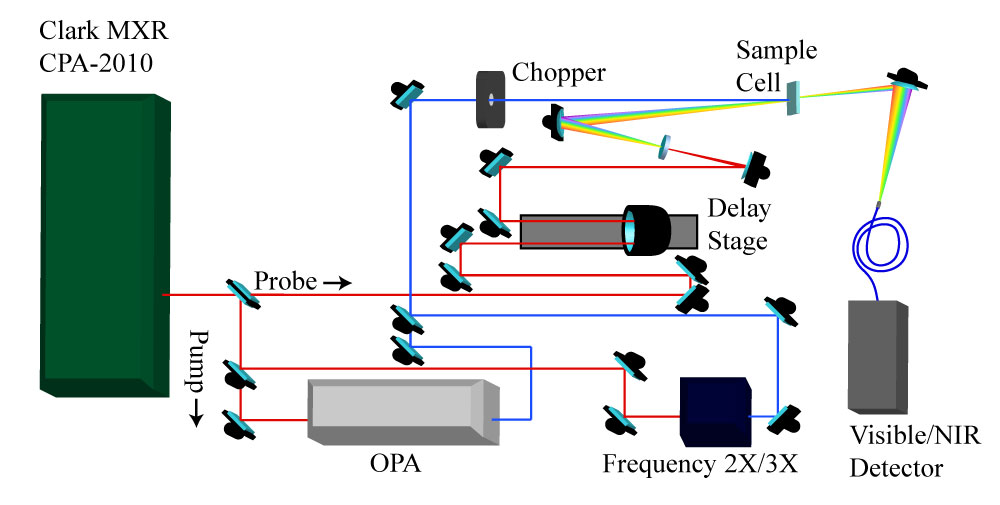 Clark MXR
CPA-2010
Chopper
Sample
Cell
Delay
Stage
Probe
Pump
OPA
Frequency 2X/3X
Visible/NIR
Detector